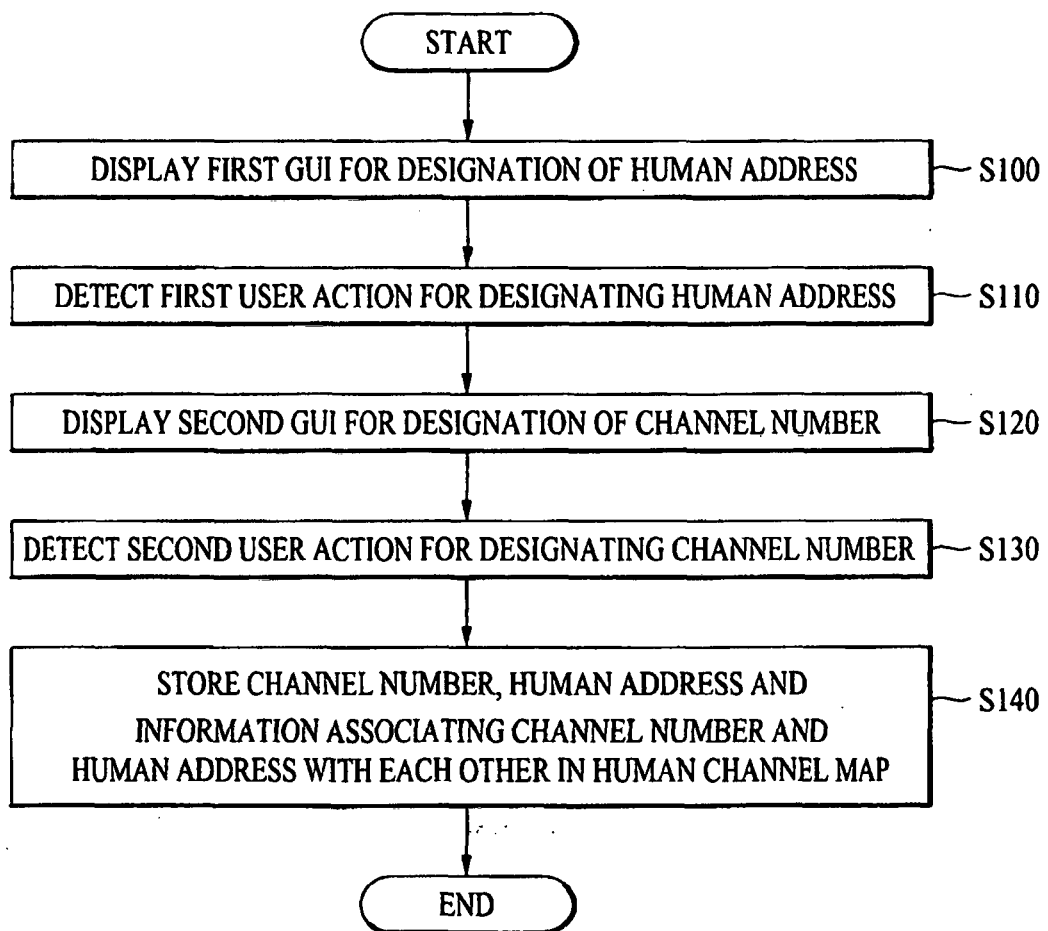 START
DISPLAY FIRST GUI FOR DESIGNATION OF HUMAN ADDRESS
S100
DETECT FIRST USER ACTION FOR DESIGNATING HUMAN ADDRESS
S110
DISPLAY SECOND GUI FOR DESIGNATION OF CHANNEL NUMBER
S120
DETECT SECOND USER ACTION FOR DESIGNATING CHANNEL NUMBER
S130
STORE CHANNEL NUMBER, HUMAN ADDRESS AND
INFORMATION ASSOCIATING CHANNEL NUMBER AND
HUMAN ADDRESS WITH EACH OTHER IN HUMAN CHANNEL MAP
S140
END